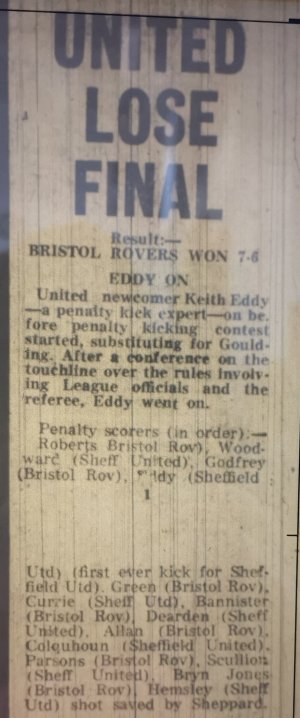 UNITED
LOSE
FINAL
Result:—
BRISTOL ROVERS WON 7-6
EDDY ON
United newcomer Keith Eddy
—a penalty kick expert—on be-
fore penalty kicking contest
started, substituting for Gould-
ing. After a conference on the
touchline over the rules involv-
ing League officials and the
referee, Eddy went on.
Penalty scorers (in order):—
Roberts Bristol Rov), Wood-
ward (Sheff United), Godfrey
(Bristol Rov), Eddy (Sheffield
1
Utd) (first ever kick for Shef-
field Utd). Green (Bristol Rov),
Currie (Sheff Utd), Bannister
(Bristol Rov), Dearden (Sheff
United), Allan (Bristol Rov),
Colquhoun (Sheffield United),
Parsons (Bristol Rov), Scullion
(Sheff United), Bryn Jones
(Bristol Rov), Hemsley (Sheff
Utd) shot saved by Sheppard.